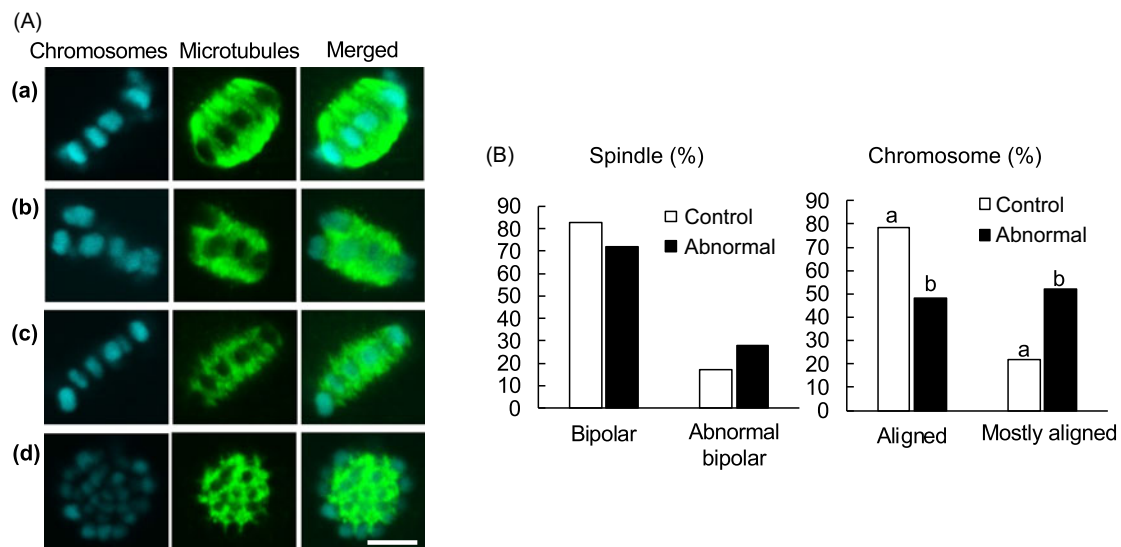 (A)
Chromosomes Microtubules Merged
(a)
(b)
(c)
(d)
(B)
Spindle (%)
90
80
70
60
50
40
30
20
10
0
Control
Abnormal
Bipolar
Abnormal
bipolar
Chromosome (%)
90
80
70
60
50
40
30
20
10
0
Control
Abnormal
a
b
a
b
Aligned
Mostly aligned